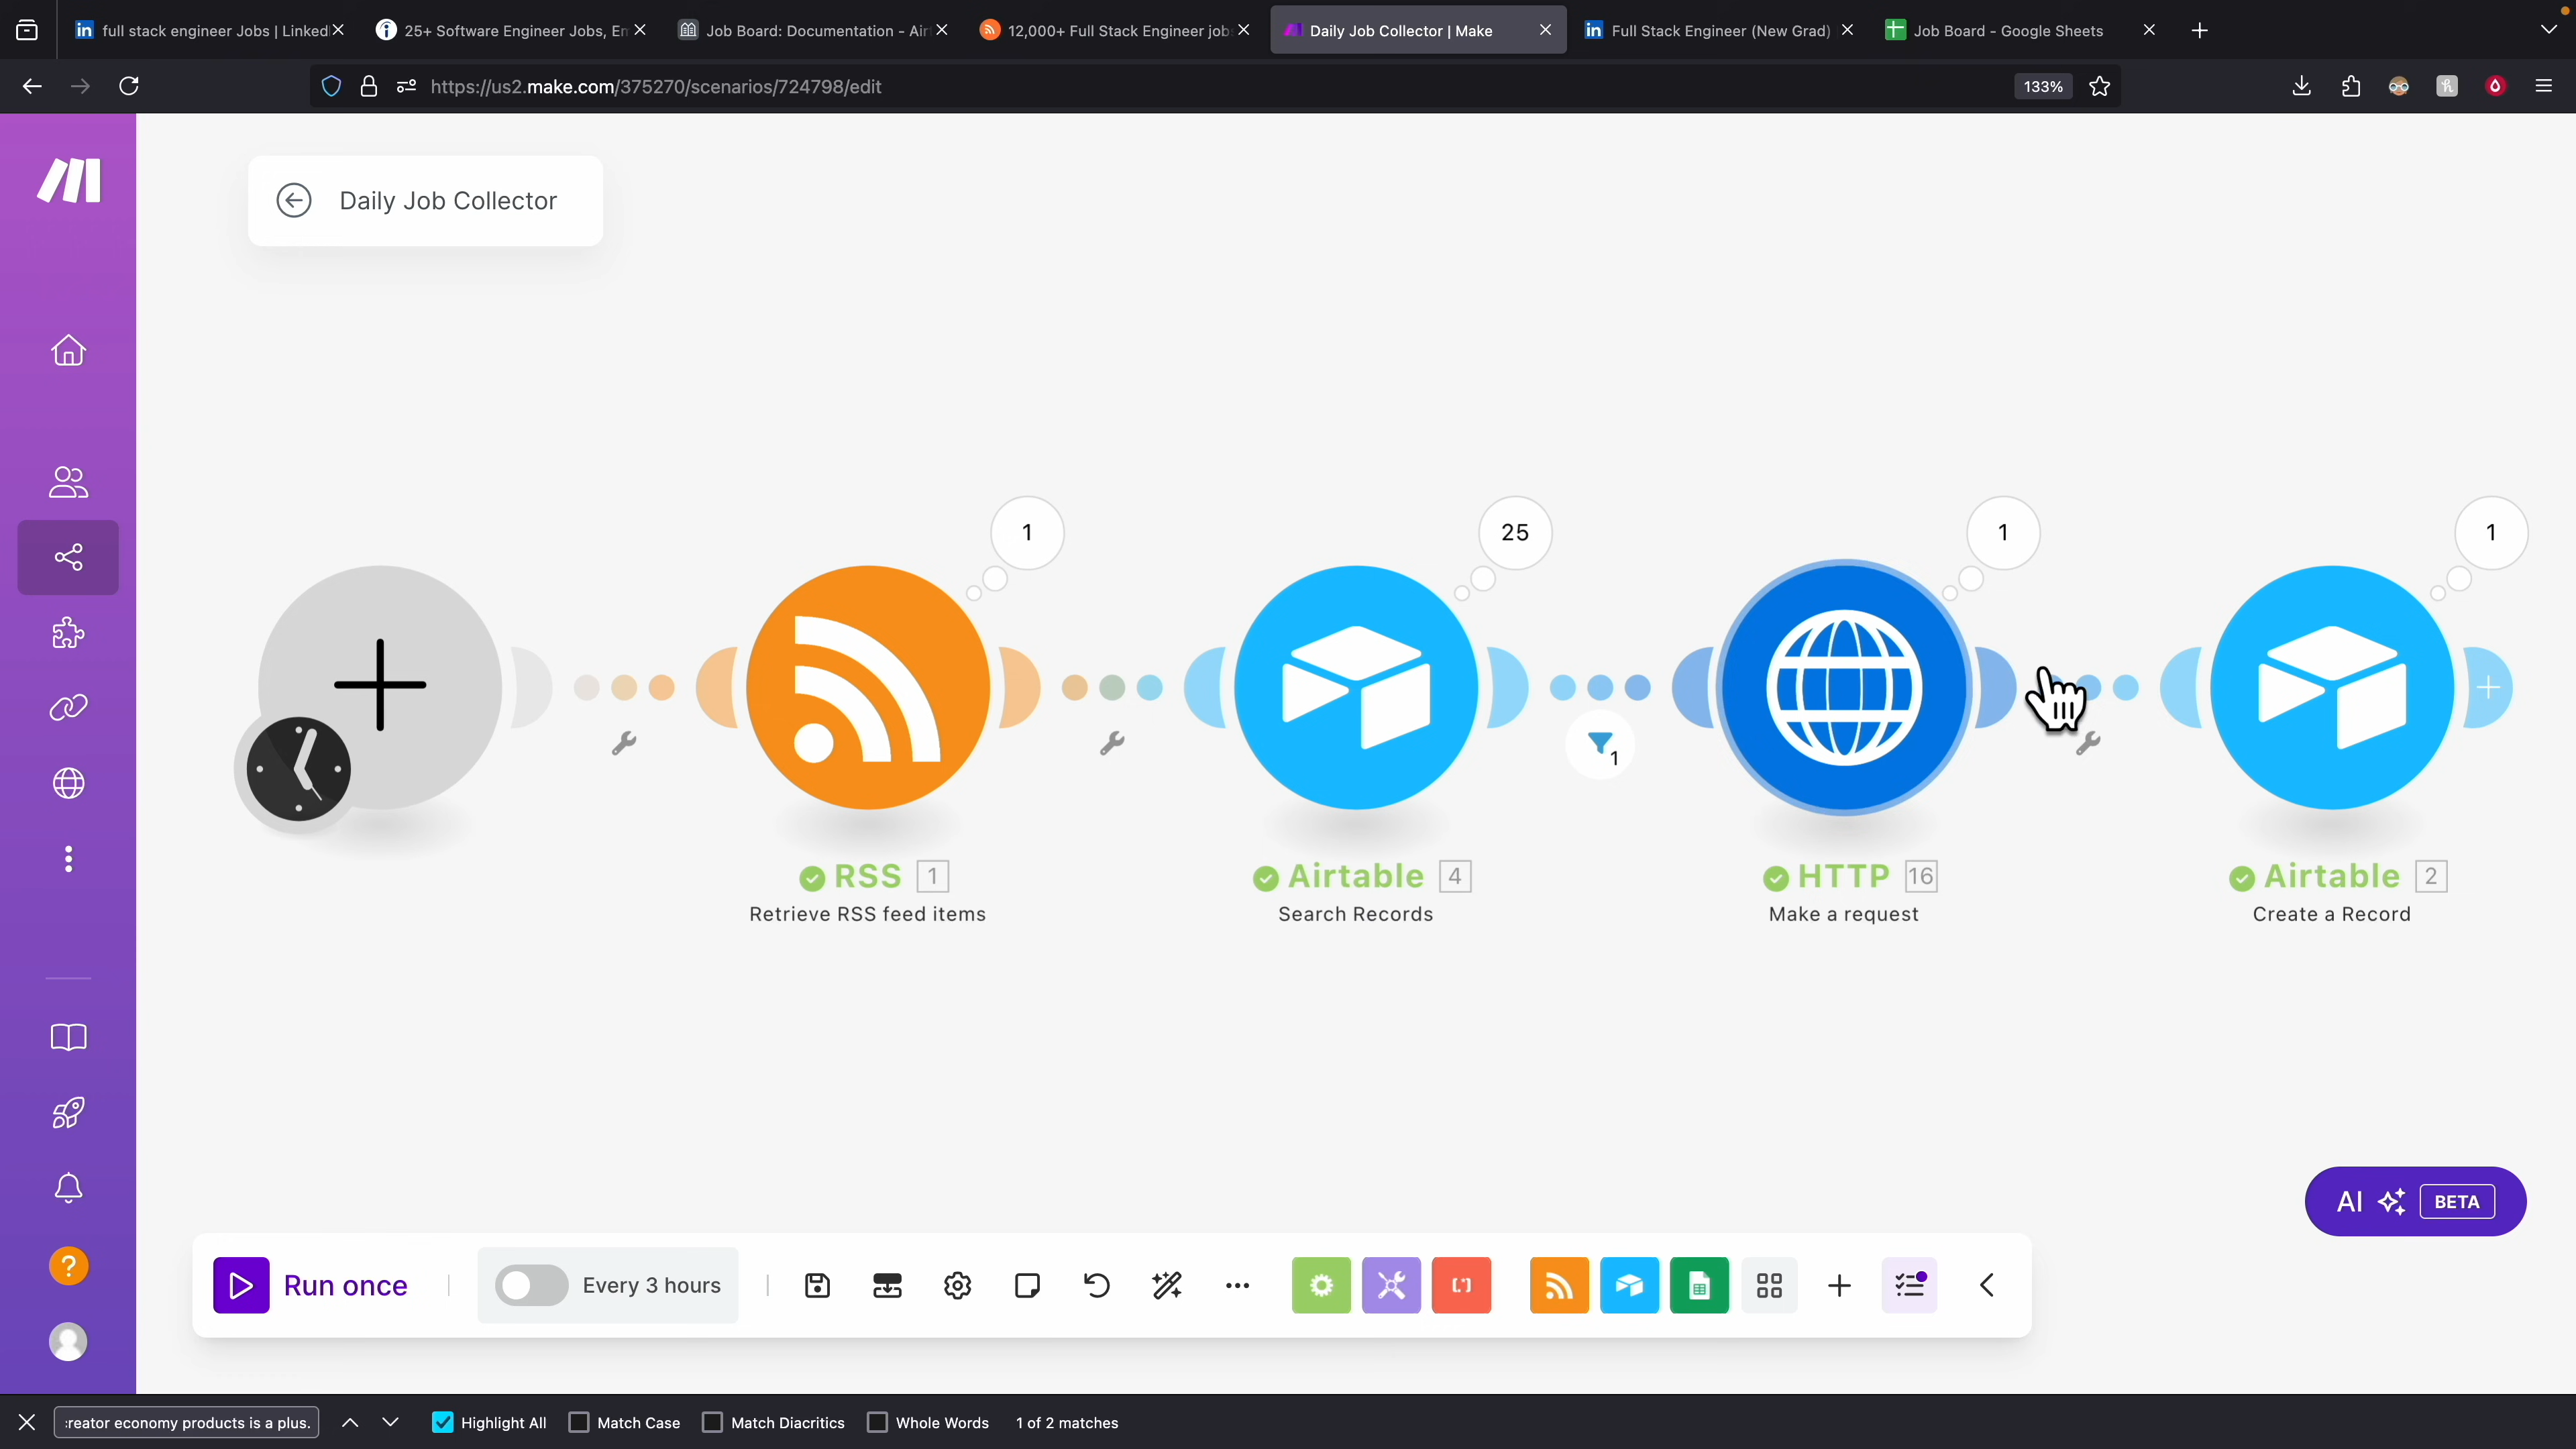 full stack engineer Jobs | Linked
25+ Software Engineer Jobs, Em
Job Board: Documentation - Air
12,000+ Full Stack Engineer job
Daily Job Collector | Make
Full Stack Engineer (New Grad)
Job Board - Google Sheets
https://us2.make.com/375270/scenarios/724798/edit
133%
Daily Job Collector
1
25
1
1
1
RSS 1
Retrieve RSS feed items
Airtable 4
Search Records
HTTP 16
Make a request
Airtable 2
Create a Record
AI BETA
Run once
Every 3 hours
reator economy products is a plus.
Highlight All
Match Case
Match Diacritics
Whole Words
1 of 2 matches